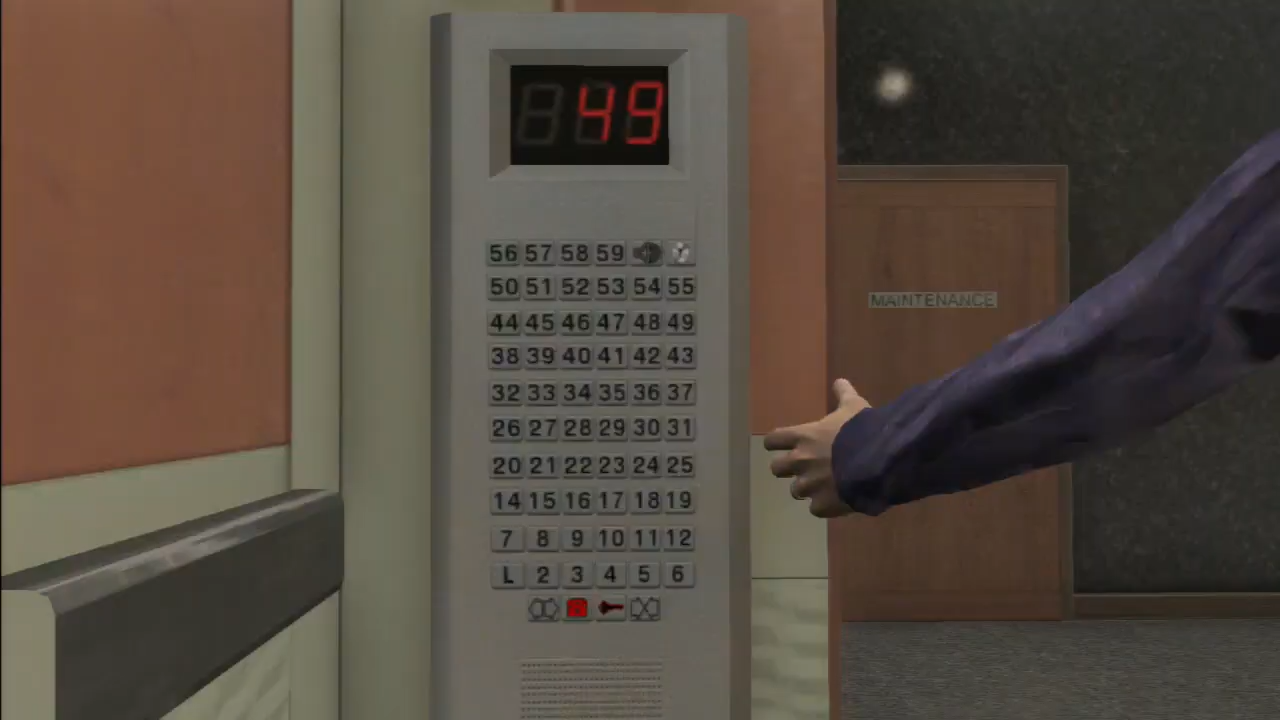 49
56 57 58 59
50 51 52 53 54 55
44 45 46 47 48 49
38 39 40 41 42 43
32 33 34 35 36 37
26 27 28 29 30 31
20 21 22 23 24 25
14 15 16 17 18 19
7 8 9 10 11 12
L 2 3 4 5 6
MAINTENANCE